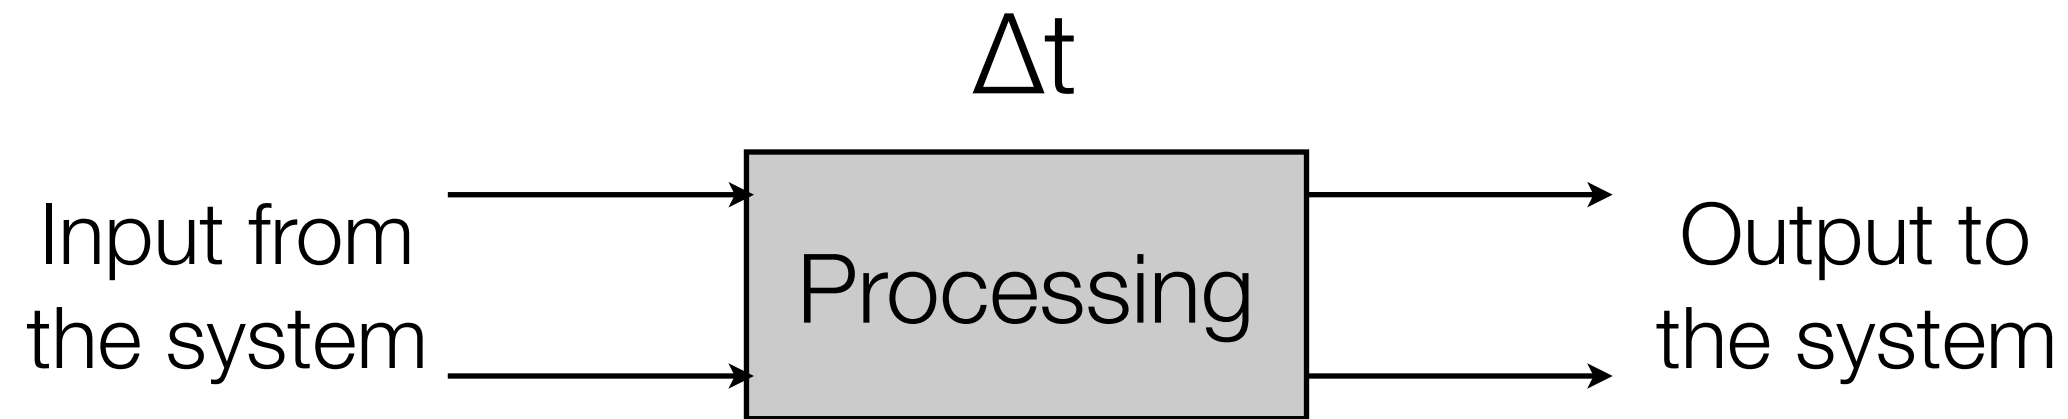 Δt
Input from
the system
Processing
Output to
the system